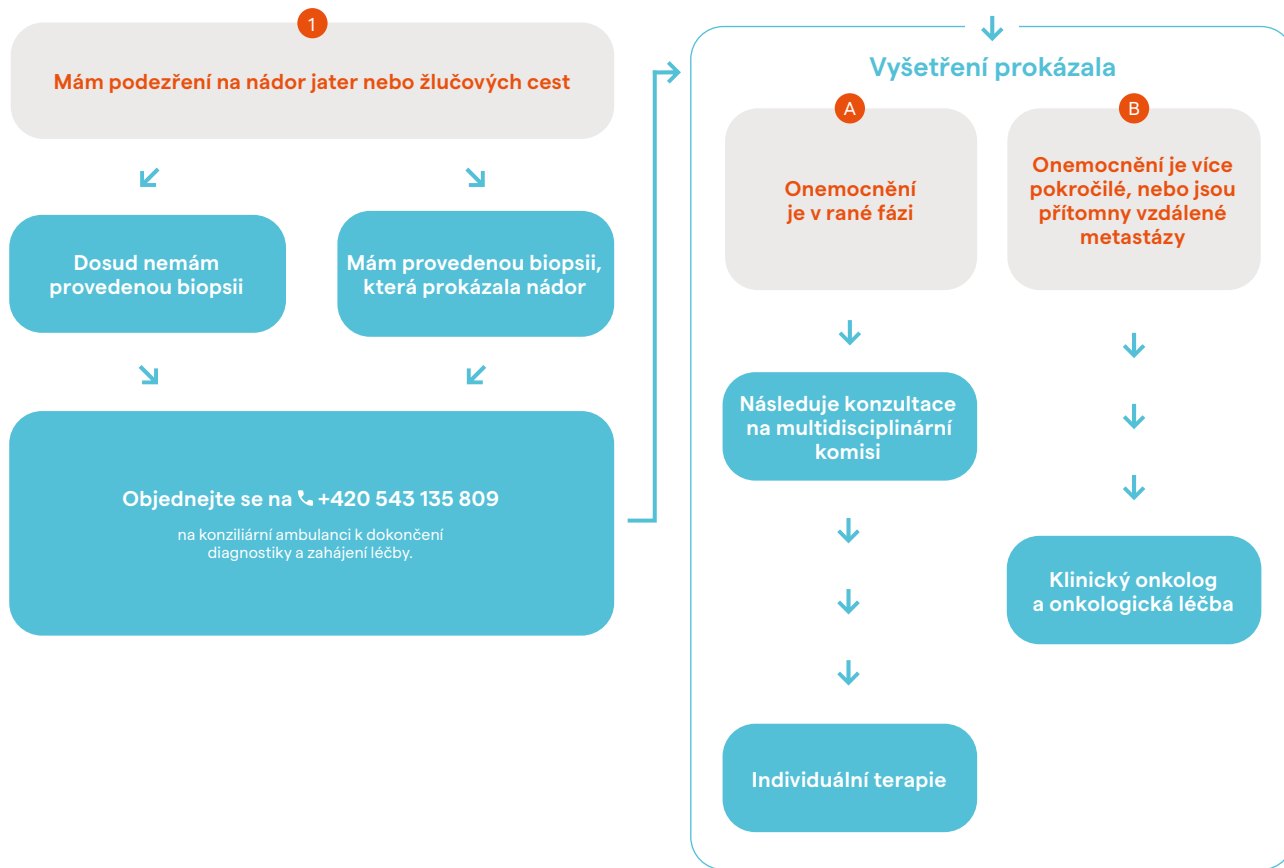 1
Mám podezření na nádor jater nebo žlučových cest
Dosud nemám
provedenou biopsii
Mám provedenou biopsii,
která prokázala nádor
Objednejte se na +420 543 135 809
na konziliární ambulanci k dokončení
diagnostiky a zahájení léčby.
Vyšetření prokázala
A
Onemocnění
je v rané fázi
Následuje konzultace
na multidisciplinární
komisi
Individuální terapie
B
Onemocnění je více
pokročilé, nebo jsou
přítomny vzdálené
metastázy
Klinický onkolog
a onkologická léčba